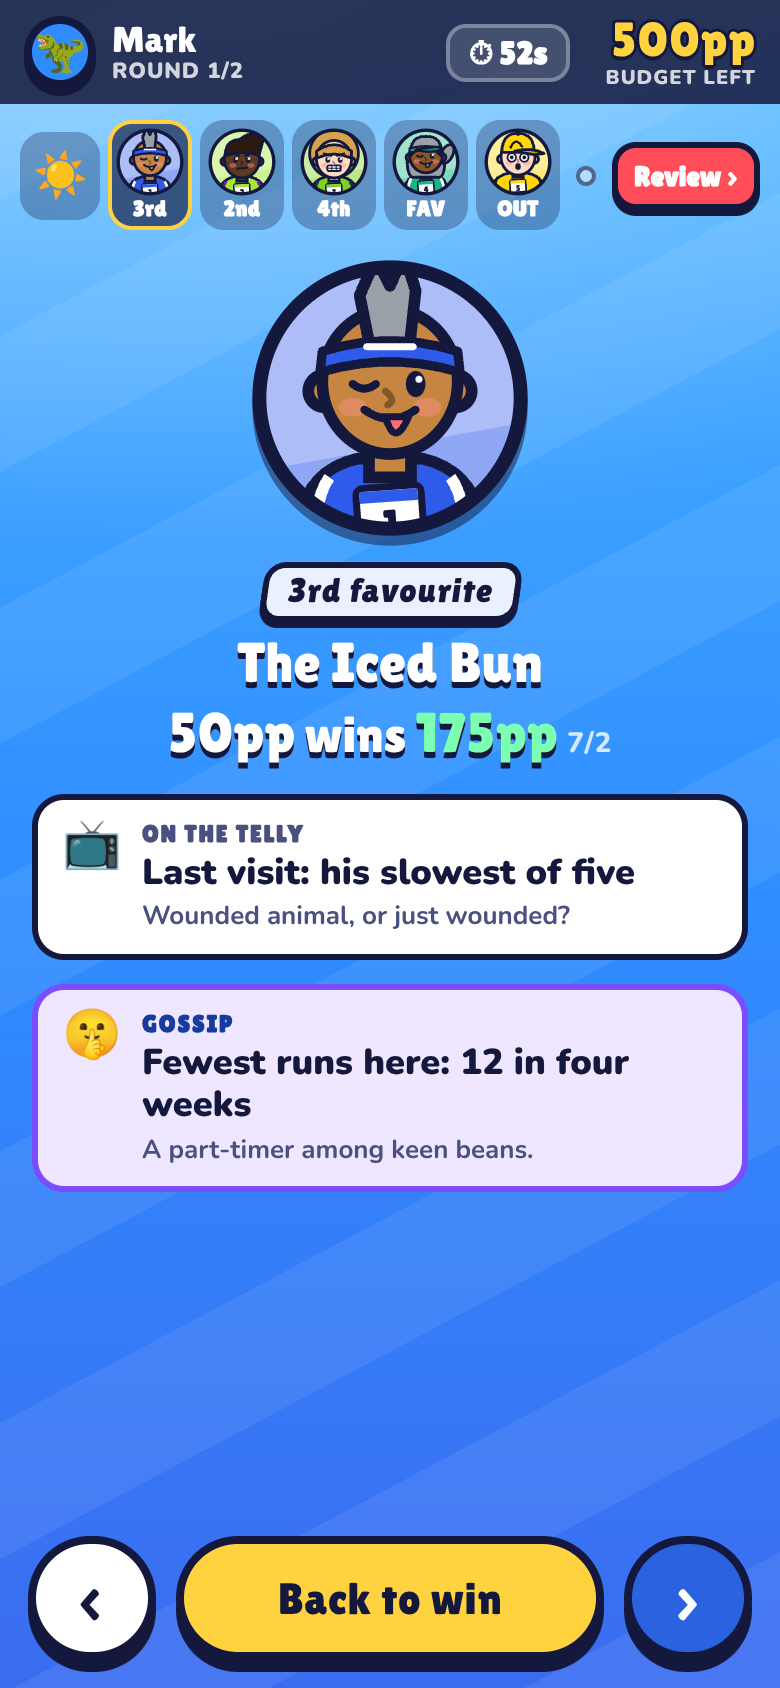 Mark
ROUND 1/2
⏱ 52s
500pp
BUDGET LEFT
3rd
2nd
4th
FAV
OUT
Review ›
1
3rd favourite
The Iced Bun
50pp wins 175pp 7/2
ON THE TELLY
Last visit: his slowest of five
Wounded animal, or just wounded?
GOSSIP
Fewest runs here: 12 in four
weeks
A part-timer among keen beans.
‹
Back to win
›